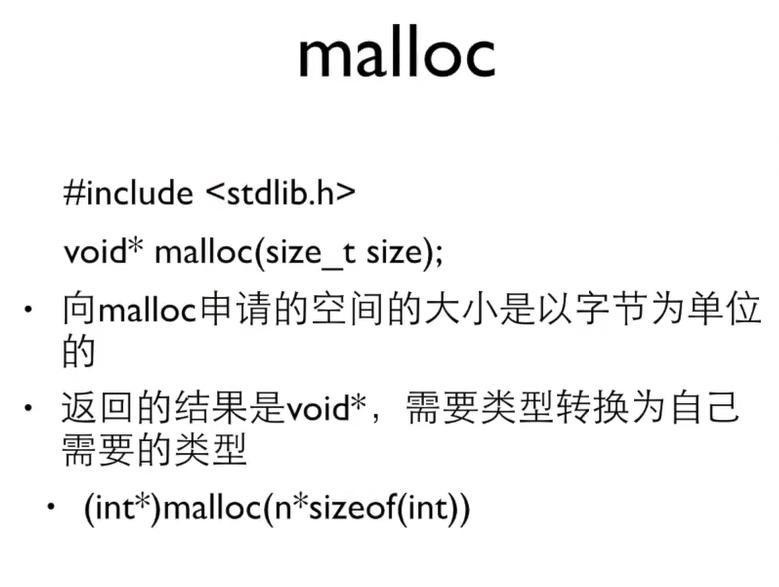 malloc
#include <stdlib.h>
void* malloc(size_t size);
• 向malloc申请的空间的大小是以字节为单位
的
• 返回的结果是void*，需要类型转换为自己
需要的类型
• (int*)malloc(n*sizeof(int))